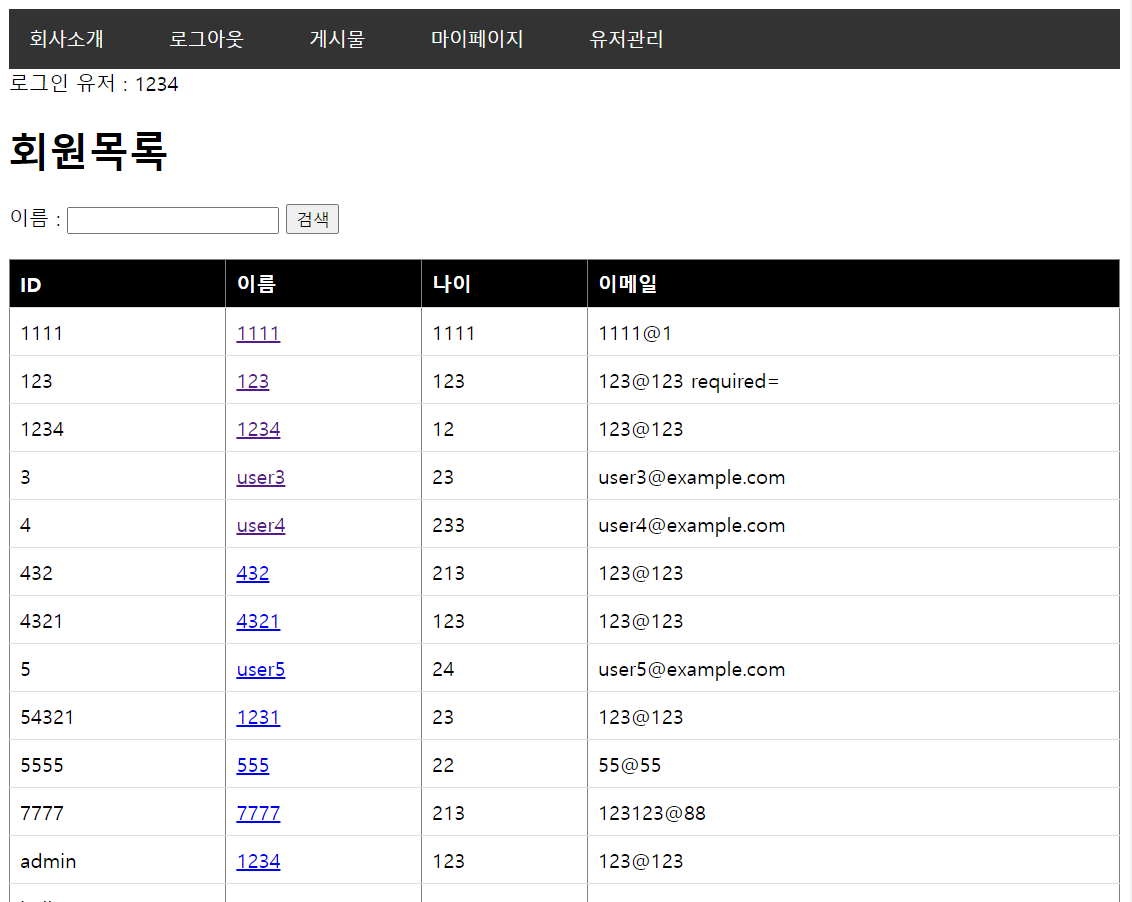 회사소개 로그아웃 게시물 마이페이지 유저관리
로그인 유저 : 1234
회원목록
이름 : 검색
ID 이름 나이 이메일
1111 1111 1111 1111@1
123 123 123 123@123 required=
1234 1234 12 123@123
3 user3 23 user3@example.com
4 user4 233 user4@example.com
432 432 213 123@123
4321 4321 123 123@123
5 user5 24 user5@example.com
54321 1231 23 123@123
5555 555 22 55@55
7777 7777 213 123123@88
admin 1234 123 123@123